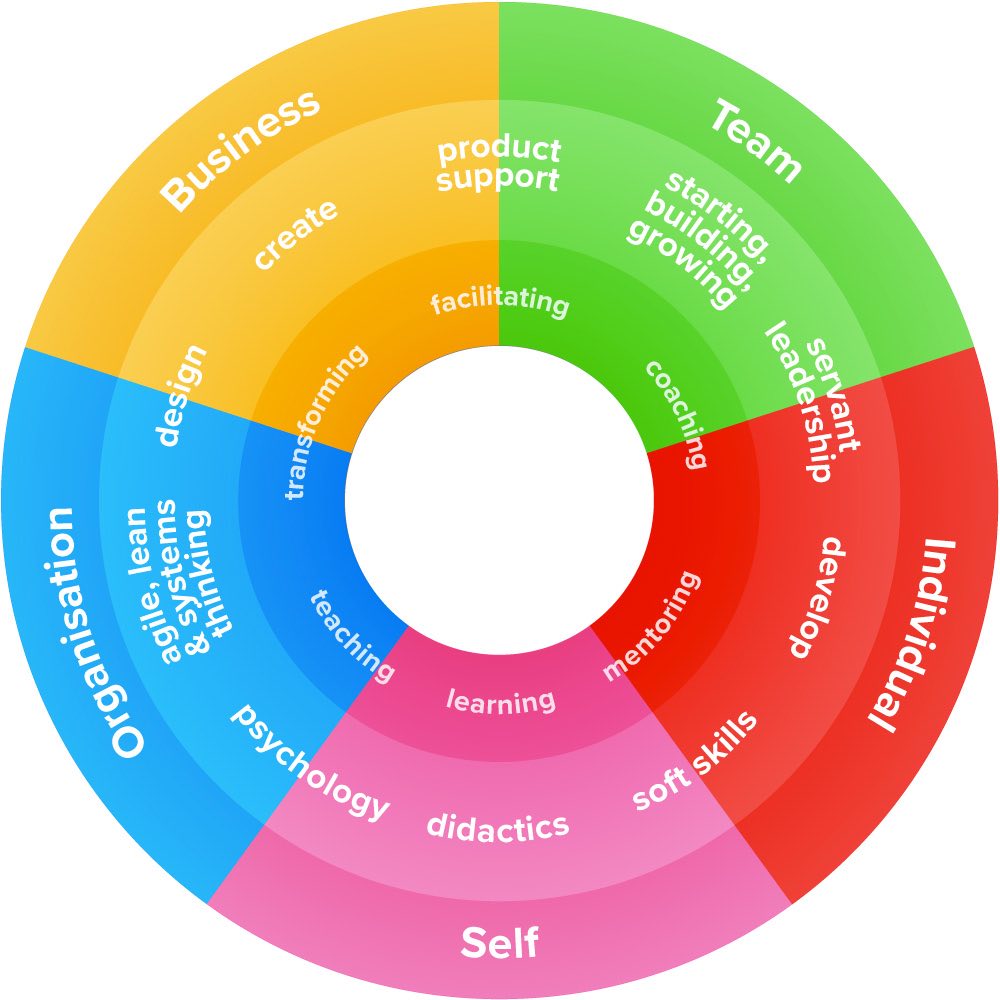 Business
Team
Individual
Self
Organisation
product
support
starting,
building,
growing,
servant
leadership
develop
soft skills
didactics
psychology
agile, lean
& systems
thinking
design
create
facilitating
coaching
mentoring
learning
teaching
transforming